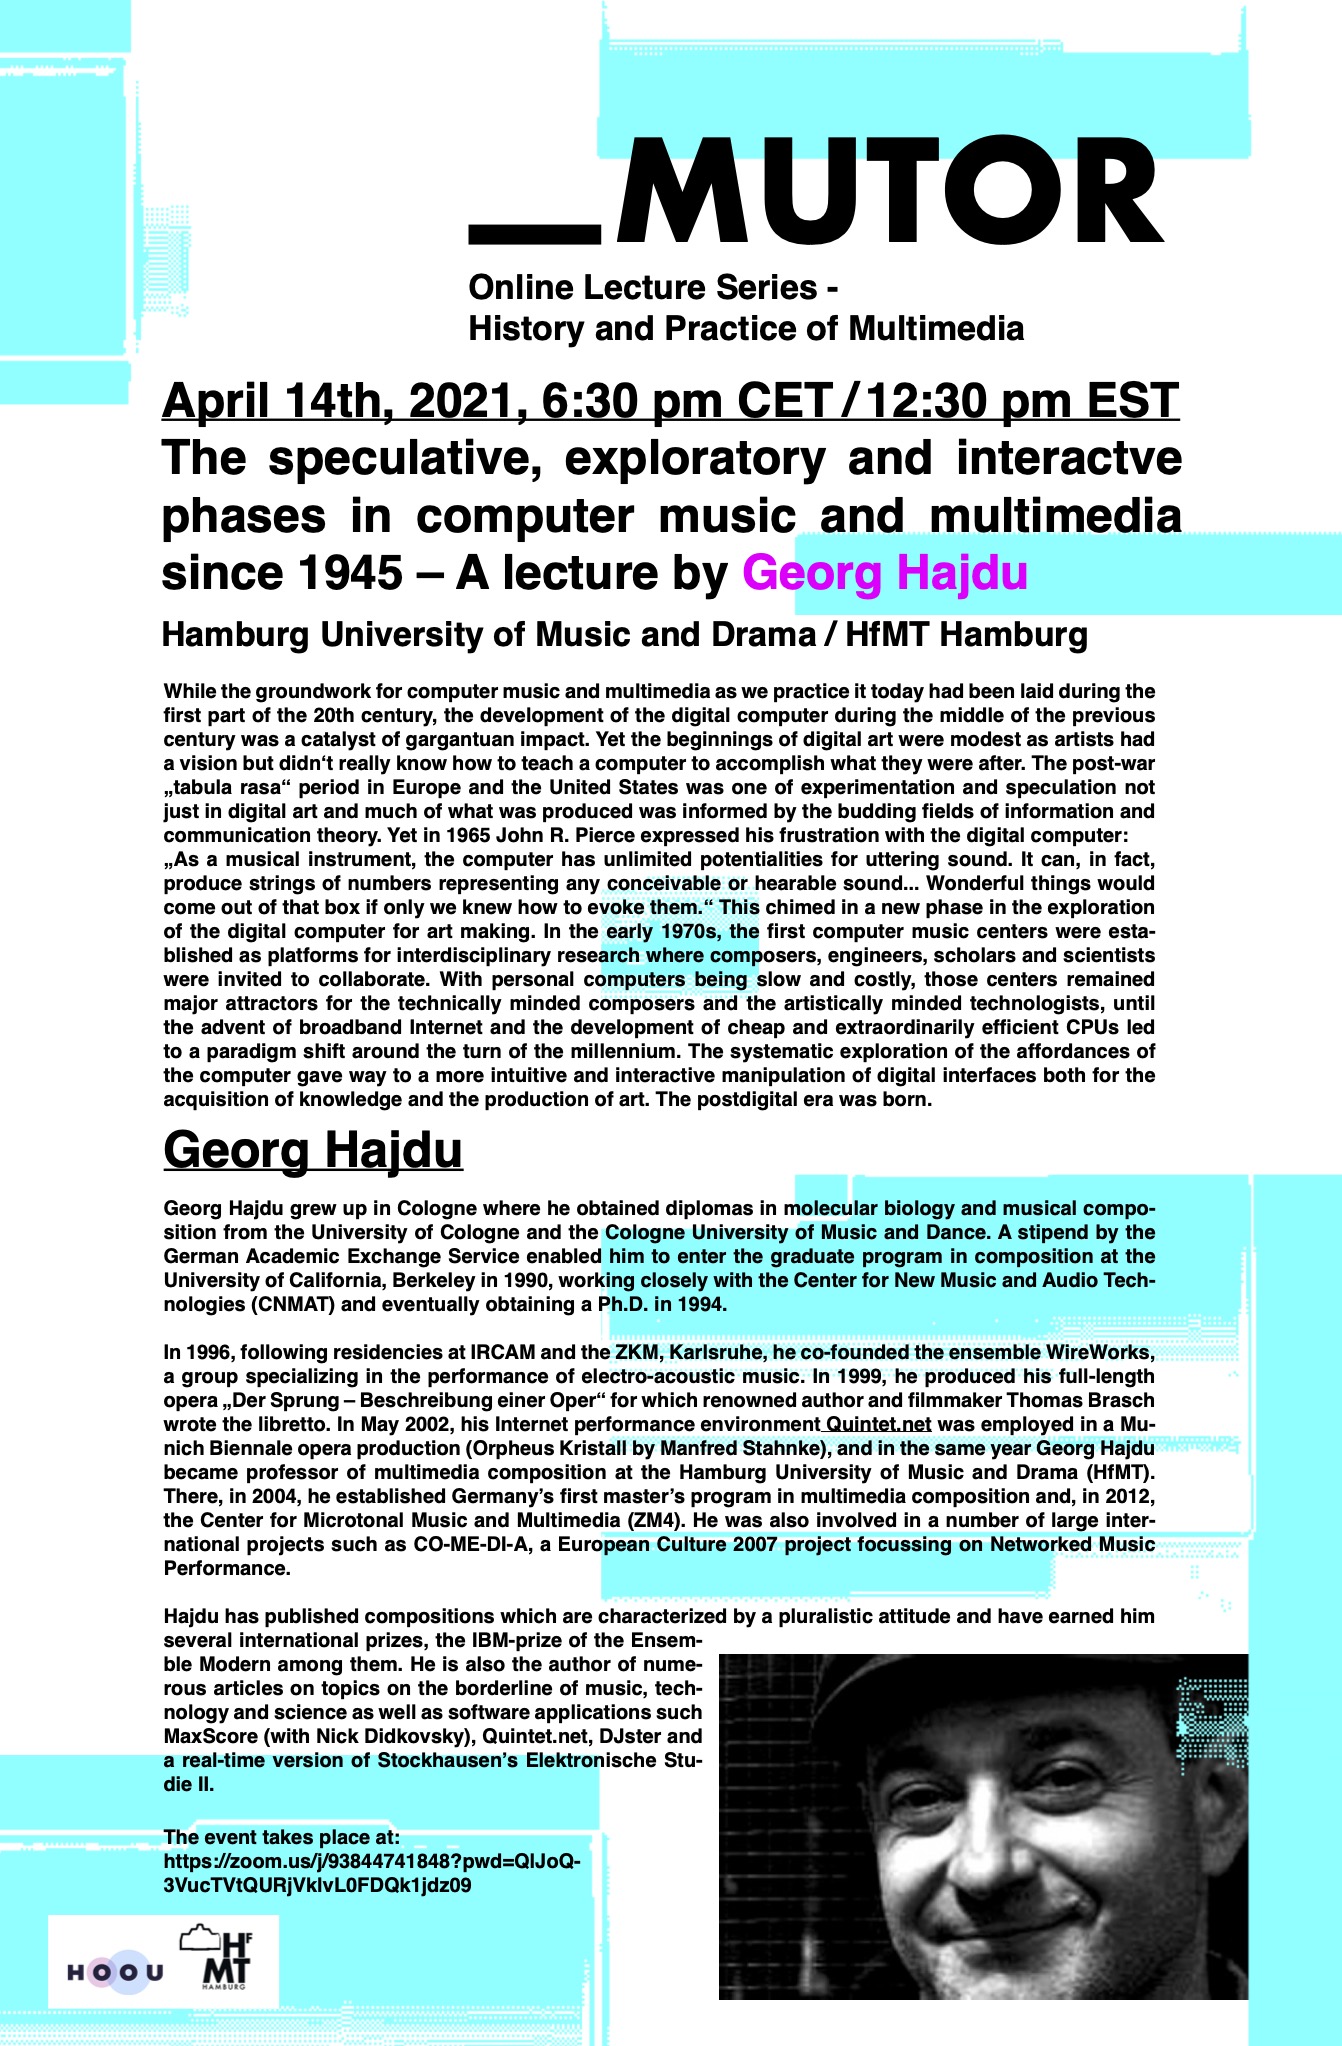 _MUTOR
Online Lecture Series -
History and Practice of Multimedia
April 14th, 2021, 6:30 pm CET / 12:30 pm EST
The speculative, exploratory and interactve
phases in computer music and multimedia
since 1945 – A lecture by Georg Hajdu
Hamburg University of Music and Drama / HfMT Hamburg
While the groundwork for computer music and multimedia as we practice it today had been laid during the
first part of the 20th century, the development of the digital computer during the middle of the previous
century was a catalyst of gargantuan impact. Yet the beginnings of digital art were modest as artists had
a vision but didn‘t really know how to teach a computer to accomplish what they were after. The post-war
„tabula rasa“ period in Europe and the United States was one of experimentation and speculation not
just in digital art and much of what was produced was informed by the budding fields of information and
communication theory. Yet in 1965 John R. Pierce expressed his frustration with the digital computer:
„As a musical instrument, the computer has unlimited potentialities for uttering sound. It can, in fact,
produce strings of numbers representing any conceivable or hearable sound... Wonderful things would
come out of that box if only we knew how to evoke them.“ This chimed in a new phase in the exploration
of the digital computer for art making. In the early 1970s, the first computer music centers were esta-
blished as platforms for interdisciplinary research where composers, engineers, scholars and scientists
were invited to collaborate. With personal computers being slow and costly, those centers remained
major attractors for the technically minded composers and the artistically minded technologists, until
the advent of broadband Internet and the development of cheap and extraordinarily efficient CPUs led
to a paradigm shift around the turn of the millennium. The systematic exploration of the affordances of
the computer gave way to a more intuitive and interactive manipulation of digital interfaces both for the
acquisition of knowledge and the production of art. The postdigital era was born.
Georg Hajdu
Georg Hajdu grew up in Cologne where he obtained diplomas in molecular biology and musical compo-
sition from the University of Cologne and the Cologne University of Music and Dance. A stipend by the
German Academic Exchange Service enabled him to enter the graduate program in composition at the
University of California, Berkeley in 1990, working closely with the Center for New Music and Audio Tech-
nologies (CNMAT) and eventually obtaining a Ph.D. in 1994.
In 1996, following residencies at IRCAM and the ZKM, Karlsruhe, he co-founded the ensemble WireWorks,
a group specializing in the performance of electro-acoustic music. In 1999, he produced his full-length
opera „Der Sprung – Beschreibung einer Oper“ for which renowned author and filmmaker Thomas Brasch
wrote the libretto. In May 2002, his Internet performance environment Quintet.net was employed in a Mu-
nich Biennale opera production (Orpheus Kristall by Manfred Stahnke), and in the same year Georg Hajdu
became professor of multimedia composition at the Hamburg University of Music and Drama (HfMT).
There, in 2004, he established Germany’s first master’s program in multimedia composition and, in 2012,
the Center for Microtonal Music and Multimedia (ZM4). He was also involved in a number of large inter-
national projects such as CO-ME-DI-A, a European Culture 2007 project focussing on Networked Music
Performance.
Hajdu has published compositions which are characterized by a pluralistic attitude and have earned him
several international prizes, the IBM-prize of the Ensem-
ble Modern among them. He is also the author of nume-
rous articles on topics on the borderline of music, tech-
nology and science as well as software applications such
MaxScore (with Nick Didkovsky), Quintet.net, DJster and
a real-time version of Stockhausen’s Elektronische Stu-
die II.
The event takes place at:
https://zoom.us/j/93844741848?pwd=QlJoQ-
3VucTVtQURjVklvL0FDQk1jdz09
HOOU
HF
MT
HAMBURG